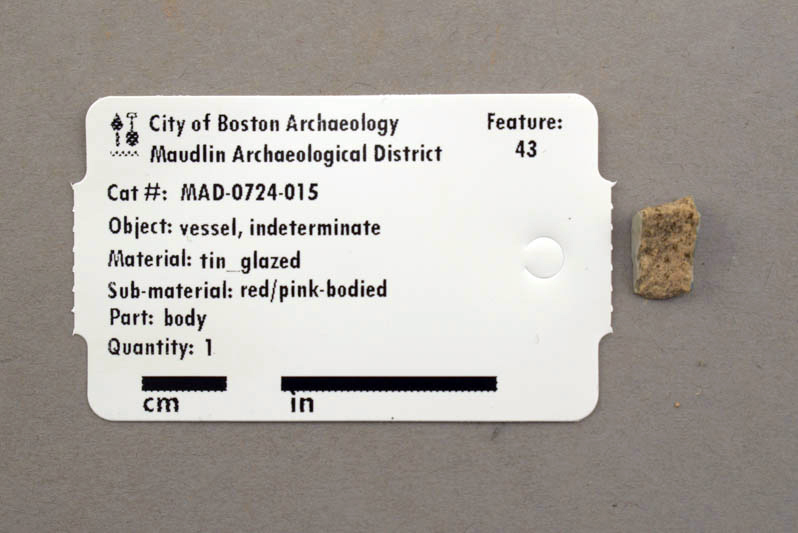 City of Boston Archaeology
Maudlin Archaeological District
Feature:
43
Cat #: MAD-0724-015
Object: vessel, indeterminate
Material: tin_glazed
Sub-material: red/pink-bodied
Part: body
Quantity: 1
cm in